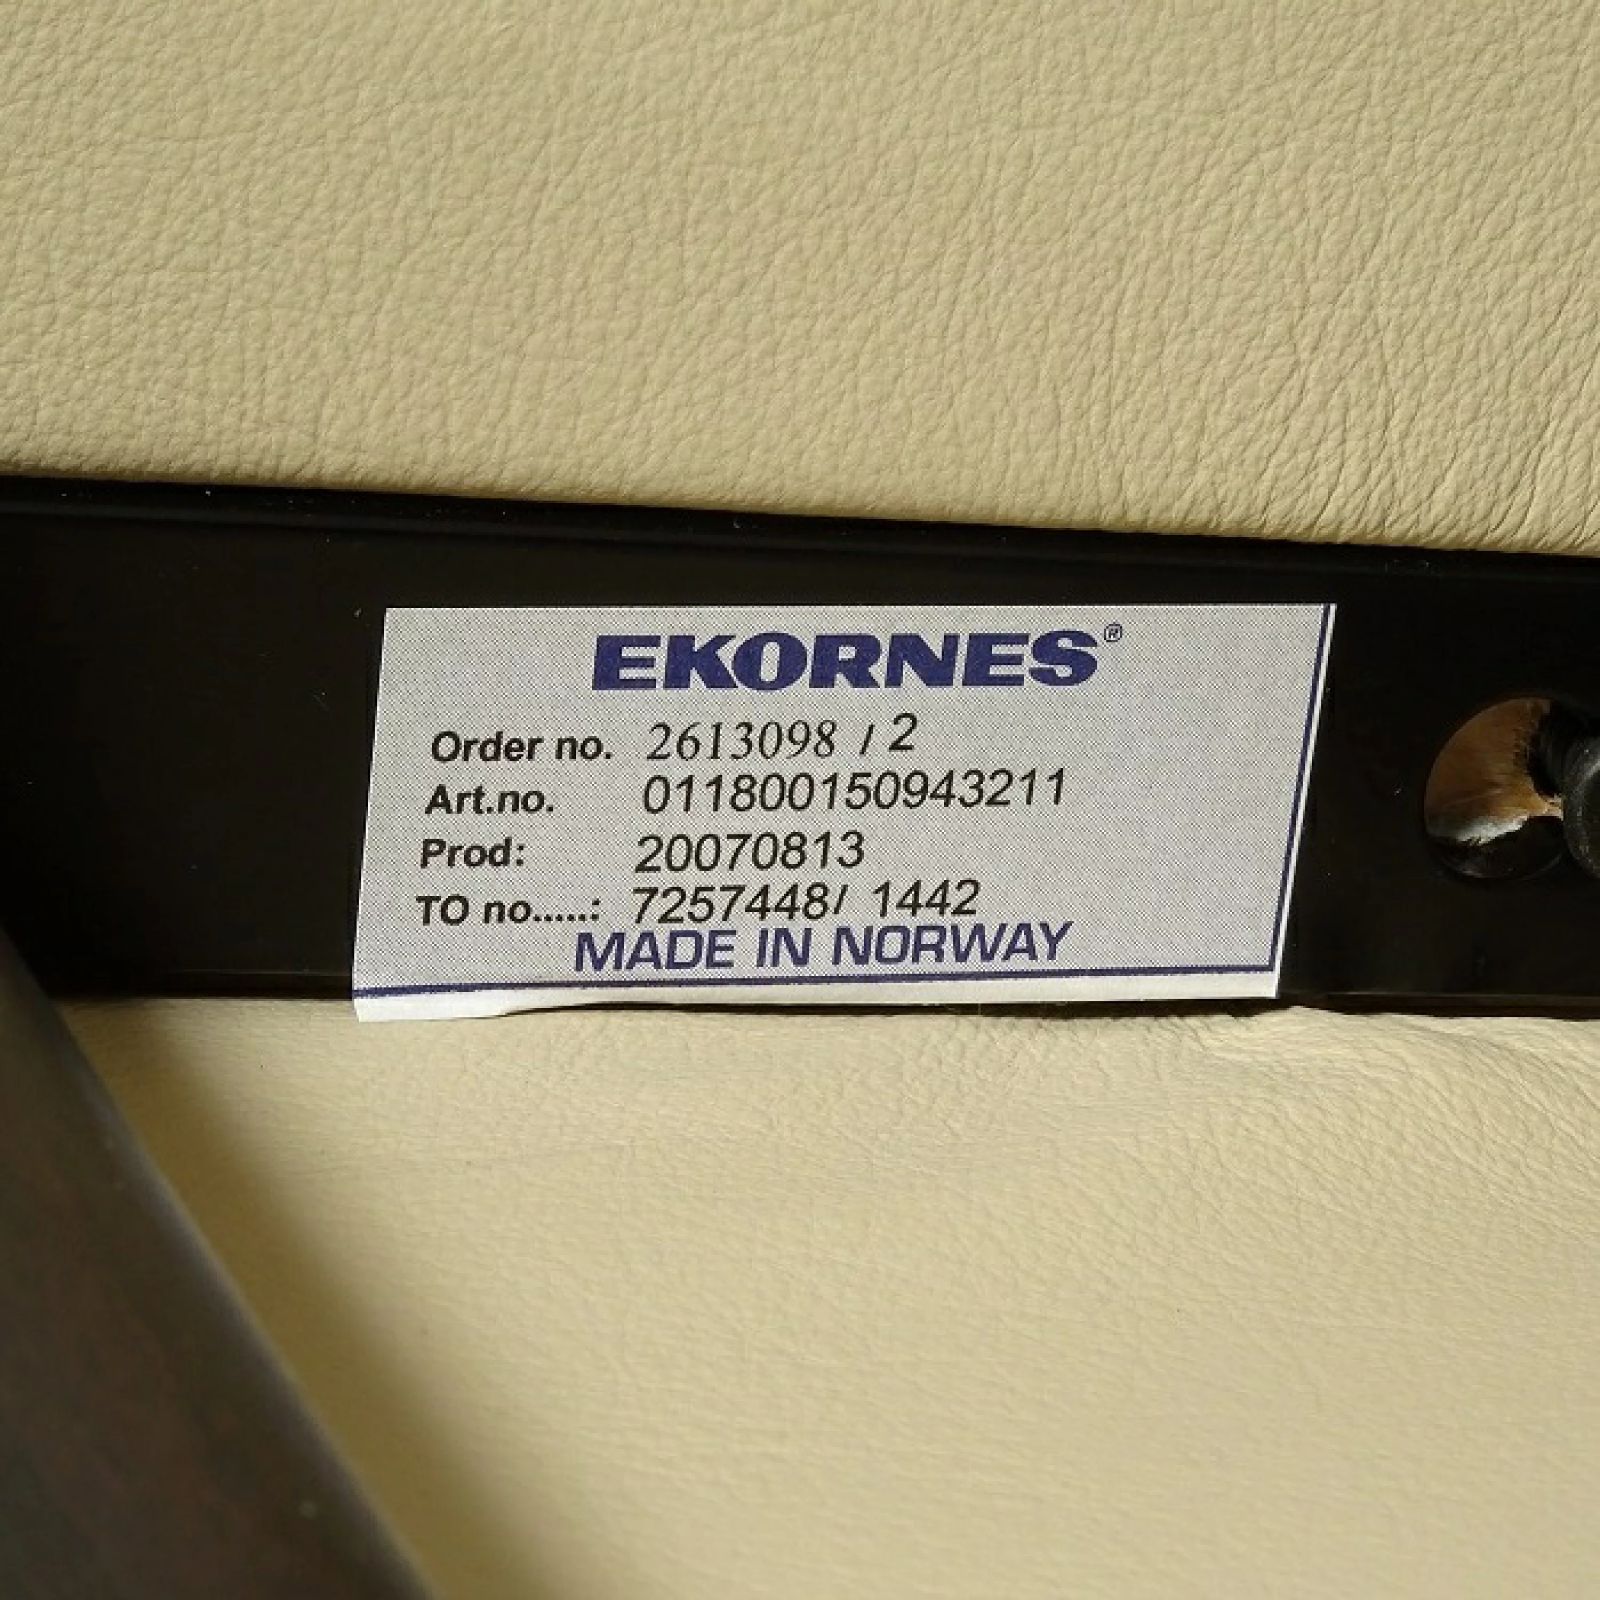 EKORNES®
Order no. 2613098 / 2
Art.no. 011800150943211
Prod: 20070813
TO no.....: 7257448/ 1442
MADE IN NORWAY